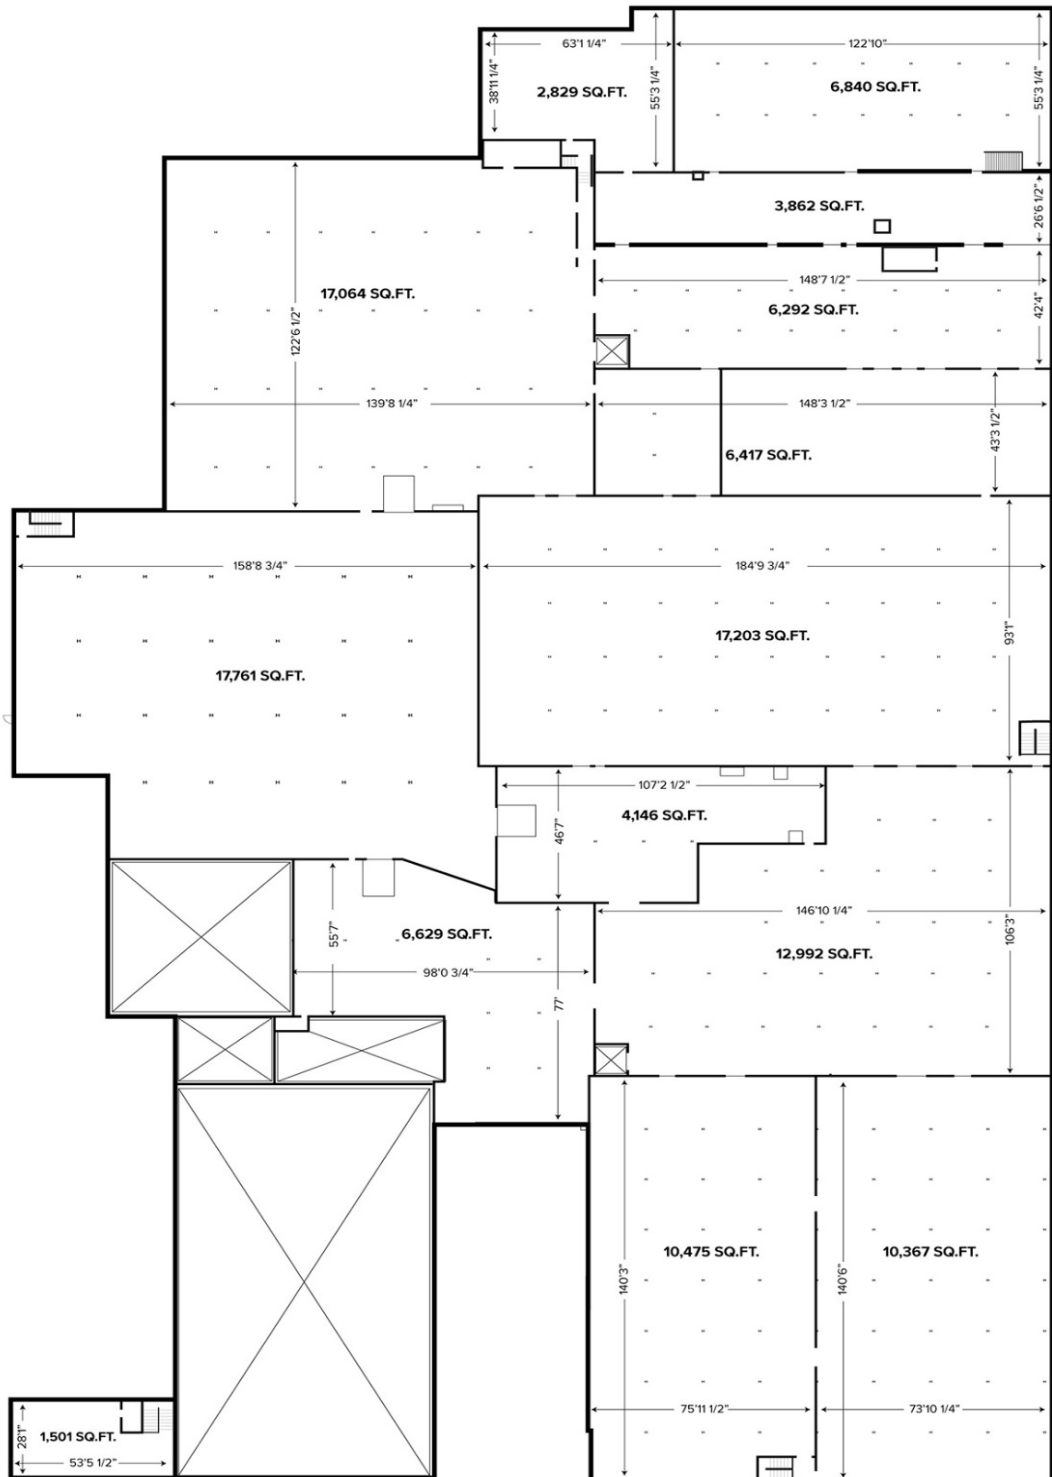 63'1 1/4"
122'10"
38'11 1/4"
2,829 SQ.FT.
55'3 1/4"
6,840 SQ.FT.
55'3 1/4"
3,862 SQ.FT.
26'6 1/2"
17,064 SQ.FT.
122'6 1/2"
139'8 1/4"
148'7 1/2"
6,292 SQ.FT.
42'4"
148'3 1/2"
43'3 1/2"
6,417 SQ.FT.
158'8 3/4"
184'9 3/4"
17,203 SQ.FT.
93'1"
17,761 SQ.FT.
107'2 1/2"
4,146 SQ.FT.
46'7"
146'10 1/4"
106'3"
12,992 SQ.FT.
55'7"
6,629 SQ.FT.
98'0 3/4"
77'
10,475 SQ.FT.
10,367 SQ.FT.
140'3"
140'6"
75'11 1/2"
73'10 1/4"
28'1"
1,501 SQ.FT.
53'5 1/2"